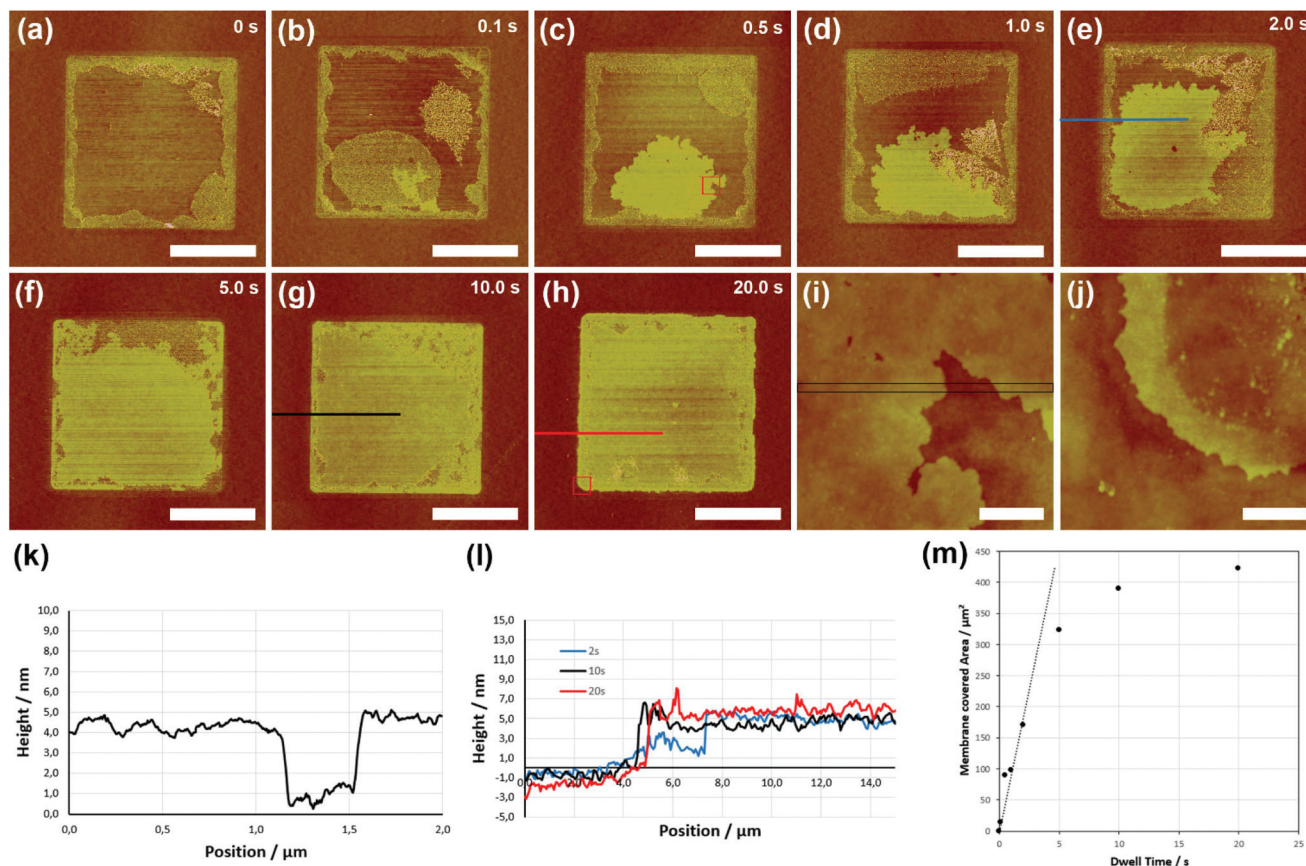 (a) 0 s
(b) 0.1 s
(c) 0.5 s
(d) 1.0 s
(e) 2.0 s
(f) 5.0 s
(g) 10.0 s
(h) 20.0 s
(i)
(j)
(k)
10,0
9,0
8,0
7,0
6,0
5,0
4,0
3,0
2,0
1,0
0,0
Height / nm
0,0 0,5 1,0 1,5 2,0
Position / µm
(l)
15,0
13,0
11,0
9,0
7,0
5,0
3,0
1,0
-1,0
-3,0
-5,0
Height / nm
2s
10s
20s
0,0 2,0 4,0 6,0 8,0 10,0 12,0 14,0
Position / µm
(m)
450
400
350
300
250
200
150
100
50
0
Membrane covered Area / µm²
0 5 10 15 20 25
Dwell Time / s